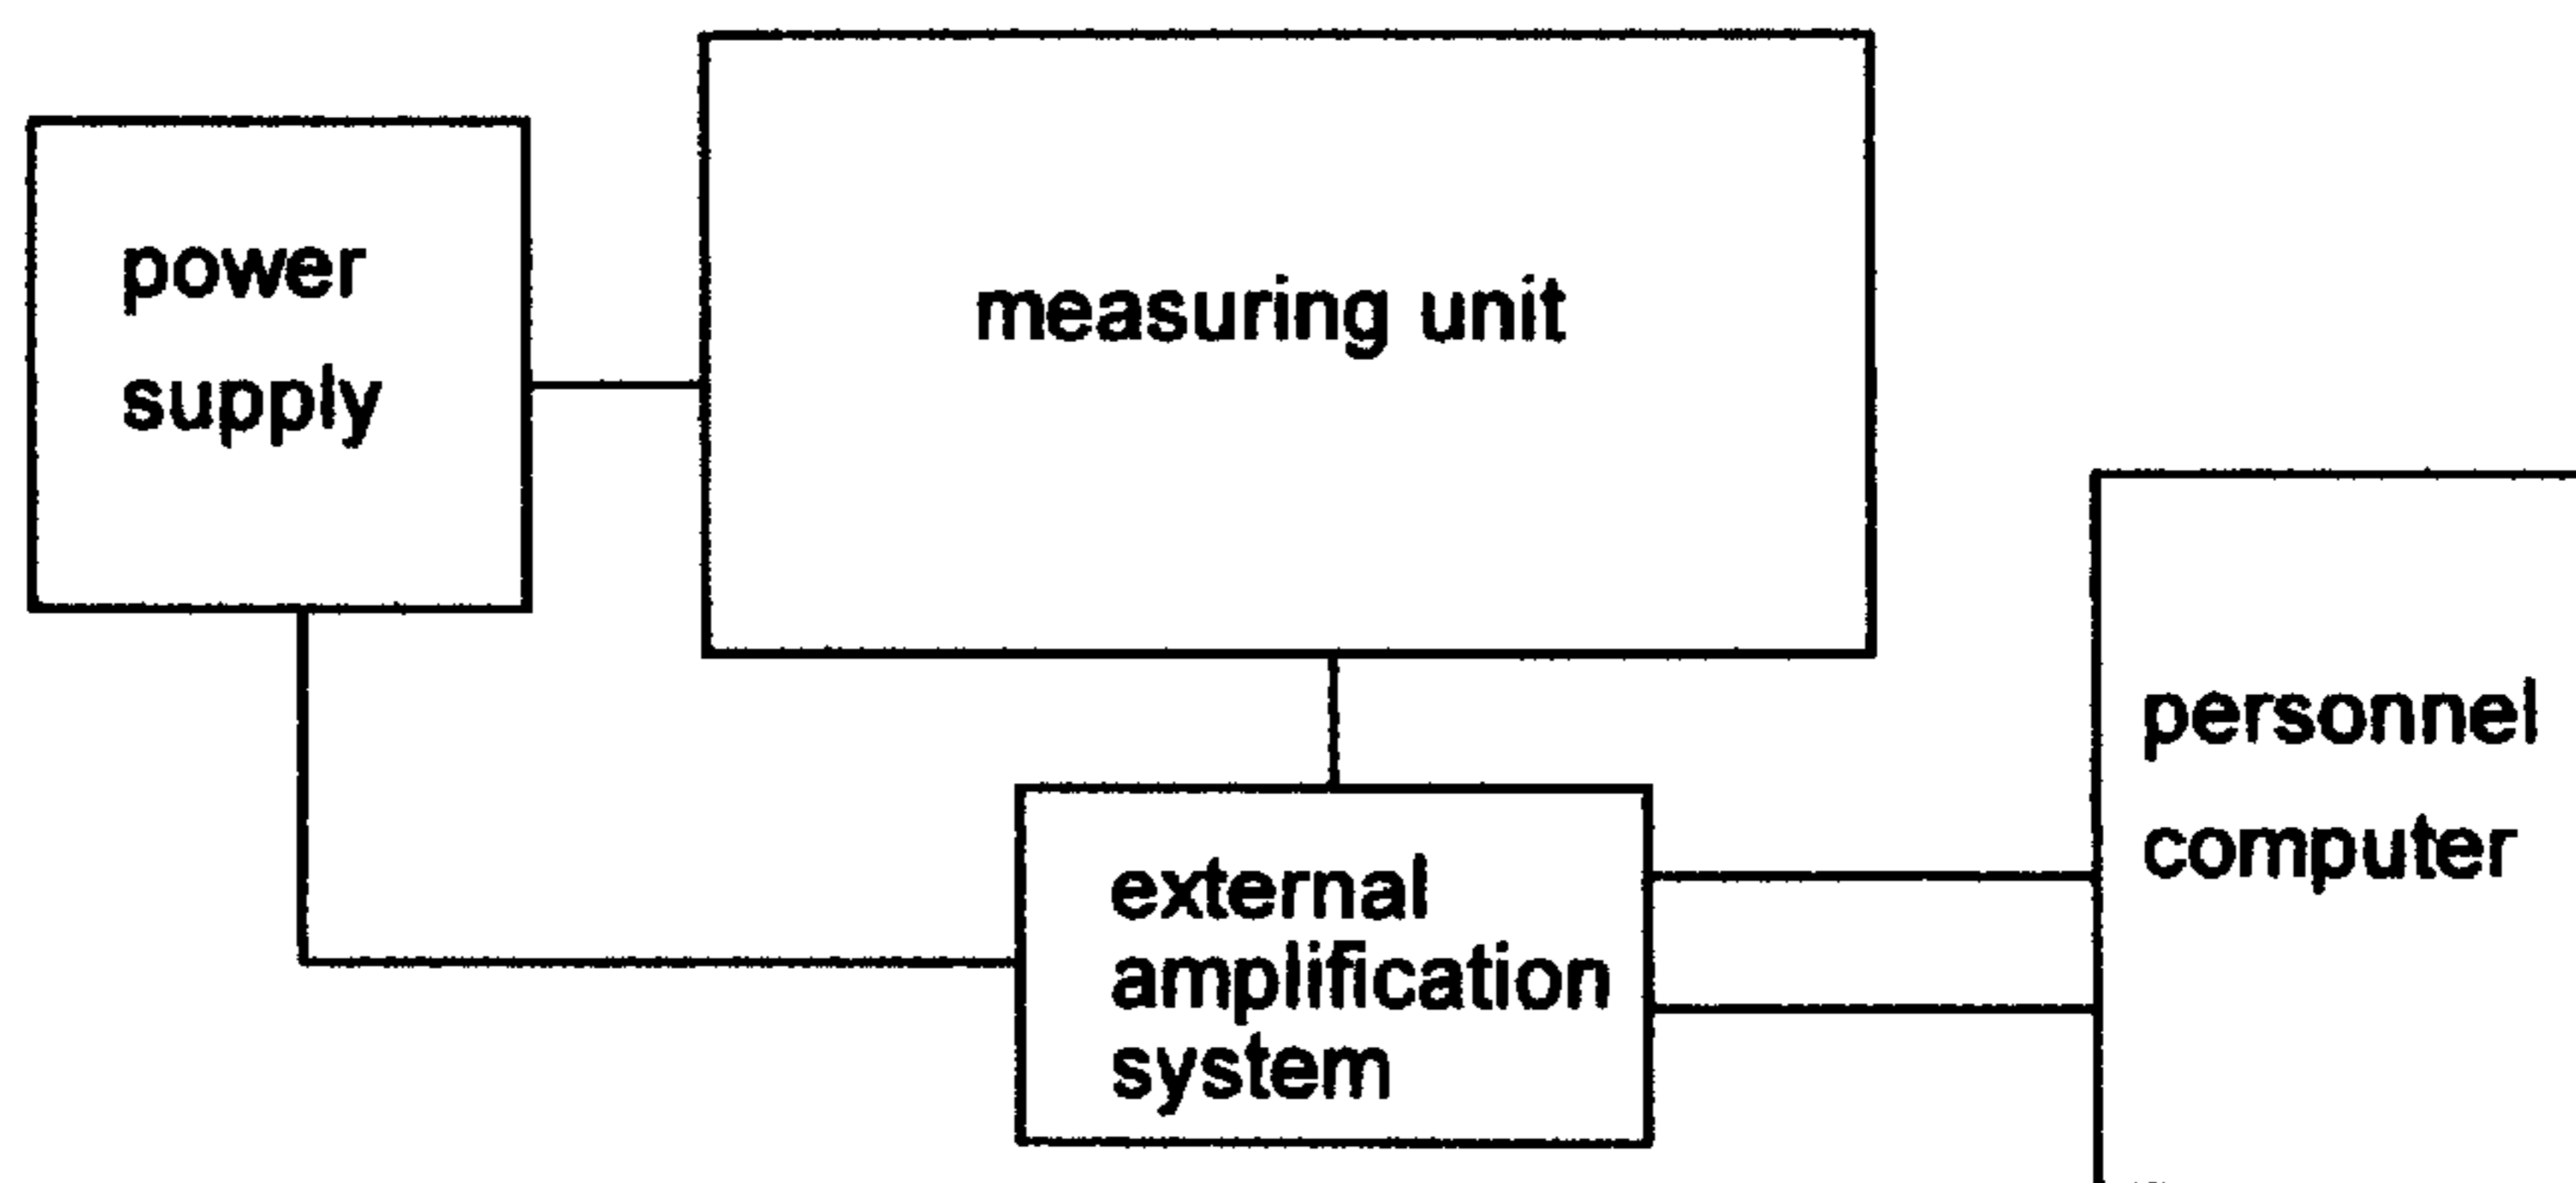 power
supply
measuring unit
personnel
computer
external
amplification
system